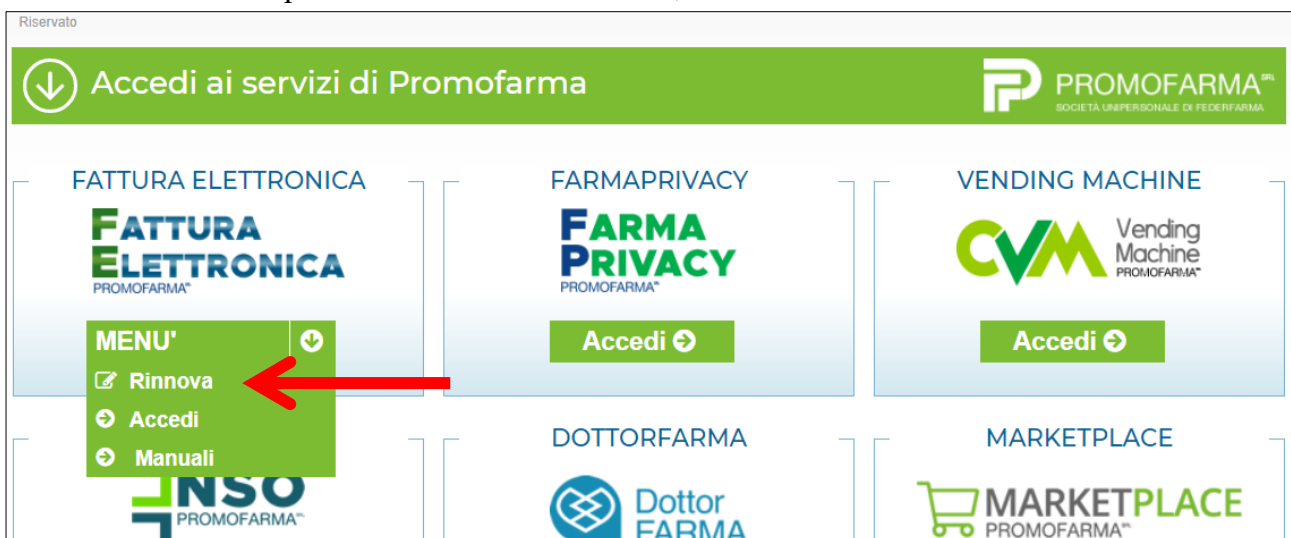 Riservato
Accedi ai servizi di Promofarma
PROMOFARMA SRL
SOCIETÀ UNIPERSONALE DI FEDERFARMA
FATTURA ELETTRONICA
FATTURA
ELETTRONICA
PROMOFARMA
MENU'
Rinnova
Accedi
Manuali
FARMAPRIVACY
FARMA
PRIVACY
PROMOFARMA
Accedi
VENDING MACHINE
CVM Vending
Machine
PROMOFARMA
Accedi
NSO
PROMOFARMA
DOTTORFARMA
Dottor
FARMA
MARKETPLACE
MARKETPLACE
PROMOFARMA